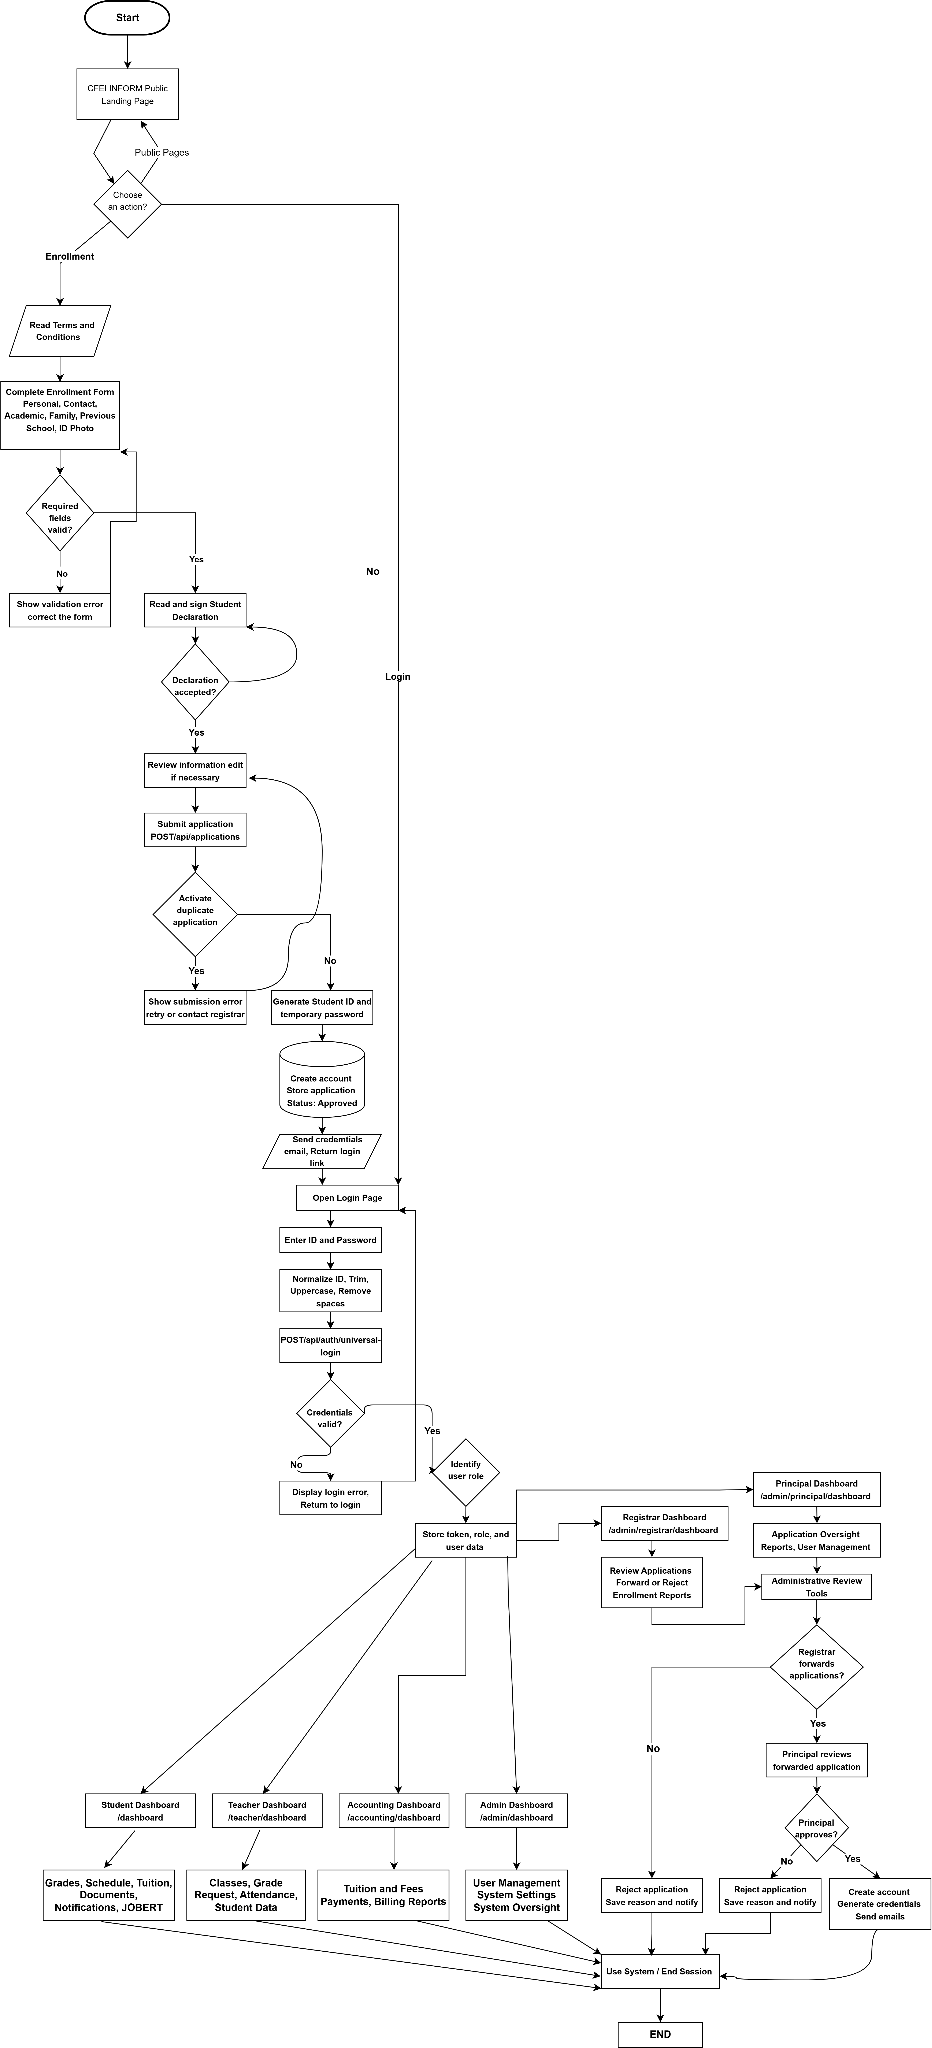 Start
CFEI INFORM Public
Landing Page
Public Pages
Choose
an action?
Enrollment
Read Terms and
Conditions
Complete Enrollment Form
Personal, Contact,
Academic, Family, Previous
School, ID Photo
Required
fields
valid?
Yes
No
No
Show validation error
correct the form
Read and sign Student
Declaration
Login
Declaration
accepted?
Yes
Review information edit
if necessary
Submit application
POST/api/applications
Activate
duplicate
application
Yes
No
Show submission error
retry or contact registrar
Generate Student ID and
temporary password
Create account
Store application
Status: Approved
Send credentials
email, Return login
link
Open Login Page
Enter ID and Password
Normalize ID, Trim,
Uppercase, Remove
spaces
POST/api/auth/universal-
login
Credentials
valid?
Yes
No
Display login error,
Return to login
Identify
user role
Store token, role, and
user data
Registrar Dashboard
/admin/registrar/dashboard
Review Applications
Forward or Reject
Enrollment Reports
Principal Dashboard
/admin/principal/dashboard
Application Oversight
Reports, User Management
Administrative Review
Tools
Registrar
forwards
applications?
Yes
No
Principal reviews
forwarded application
Principal
approves?
No
Yes
Student Dashboard
/dashboard
Teacher Dashboard
/teacher/dashboard
Accounting Dashboard
/accounting/dashboard
Admin Dashboard
/admin/dashboard
Grades, Schedule, Tuition,
Documents,
Notifications, JOBERT
Classes, Grade
Request, Attendance,
Student Data
Tuition and Fees
Payments, Billing Reports
User Management
System Settings
System Oversight
Reject application
Save reason and notify
Reject application
Save reason and notify
Create account
Generate credentials
Send emails
Use System / End Session
END